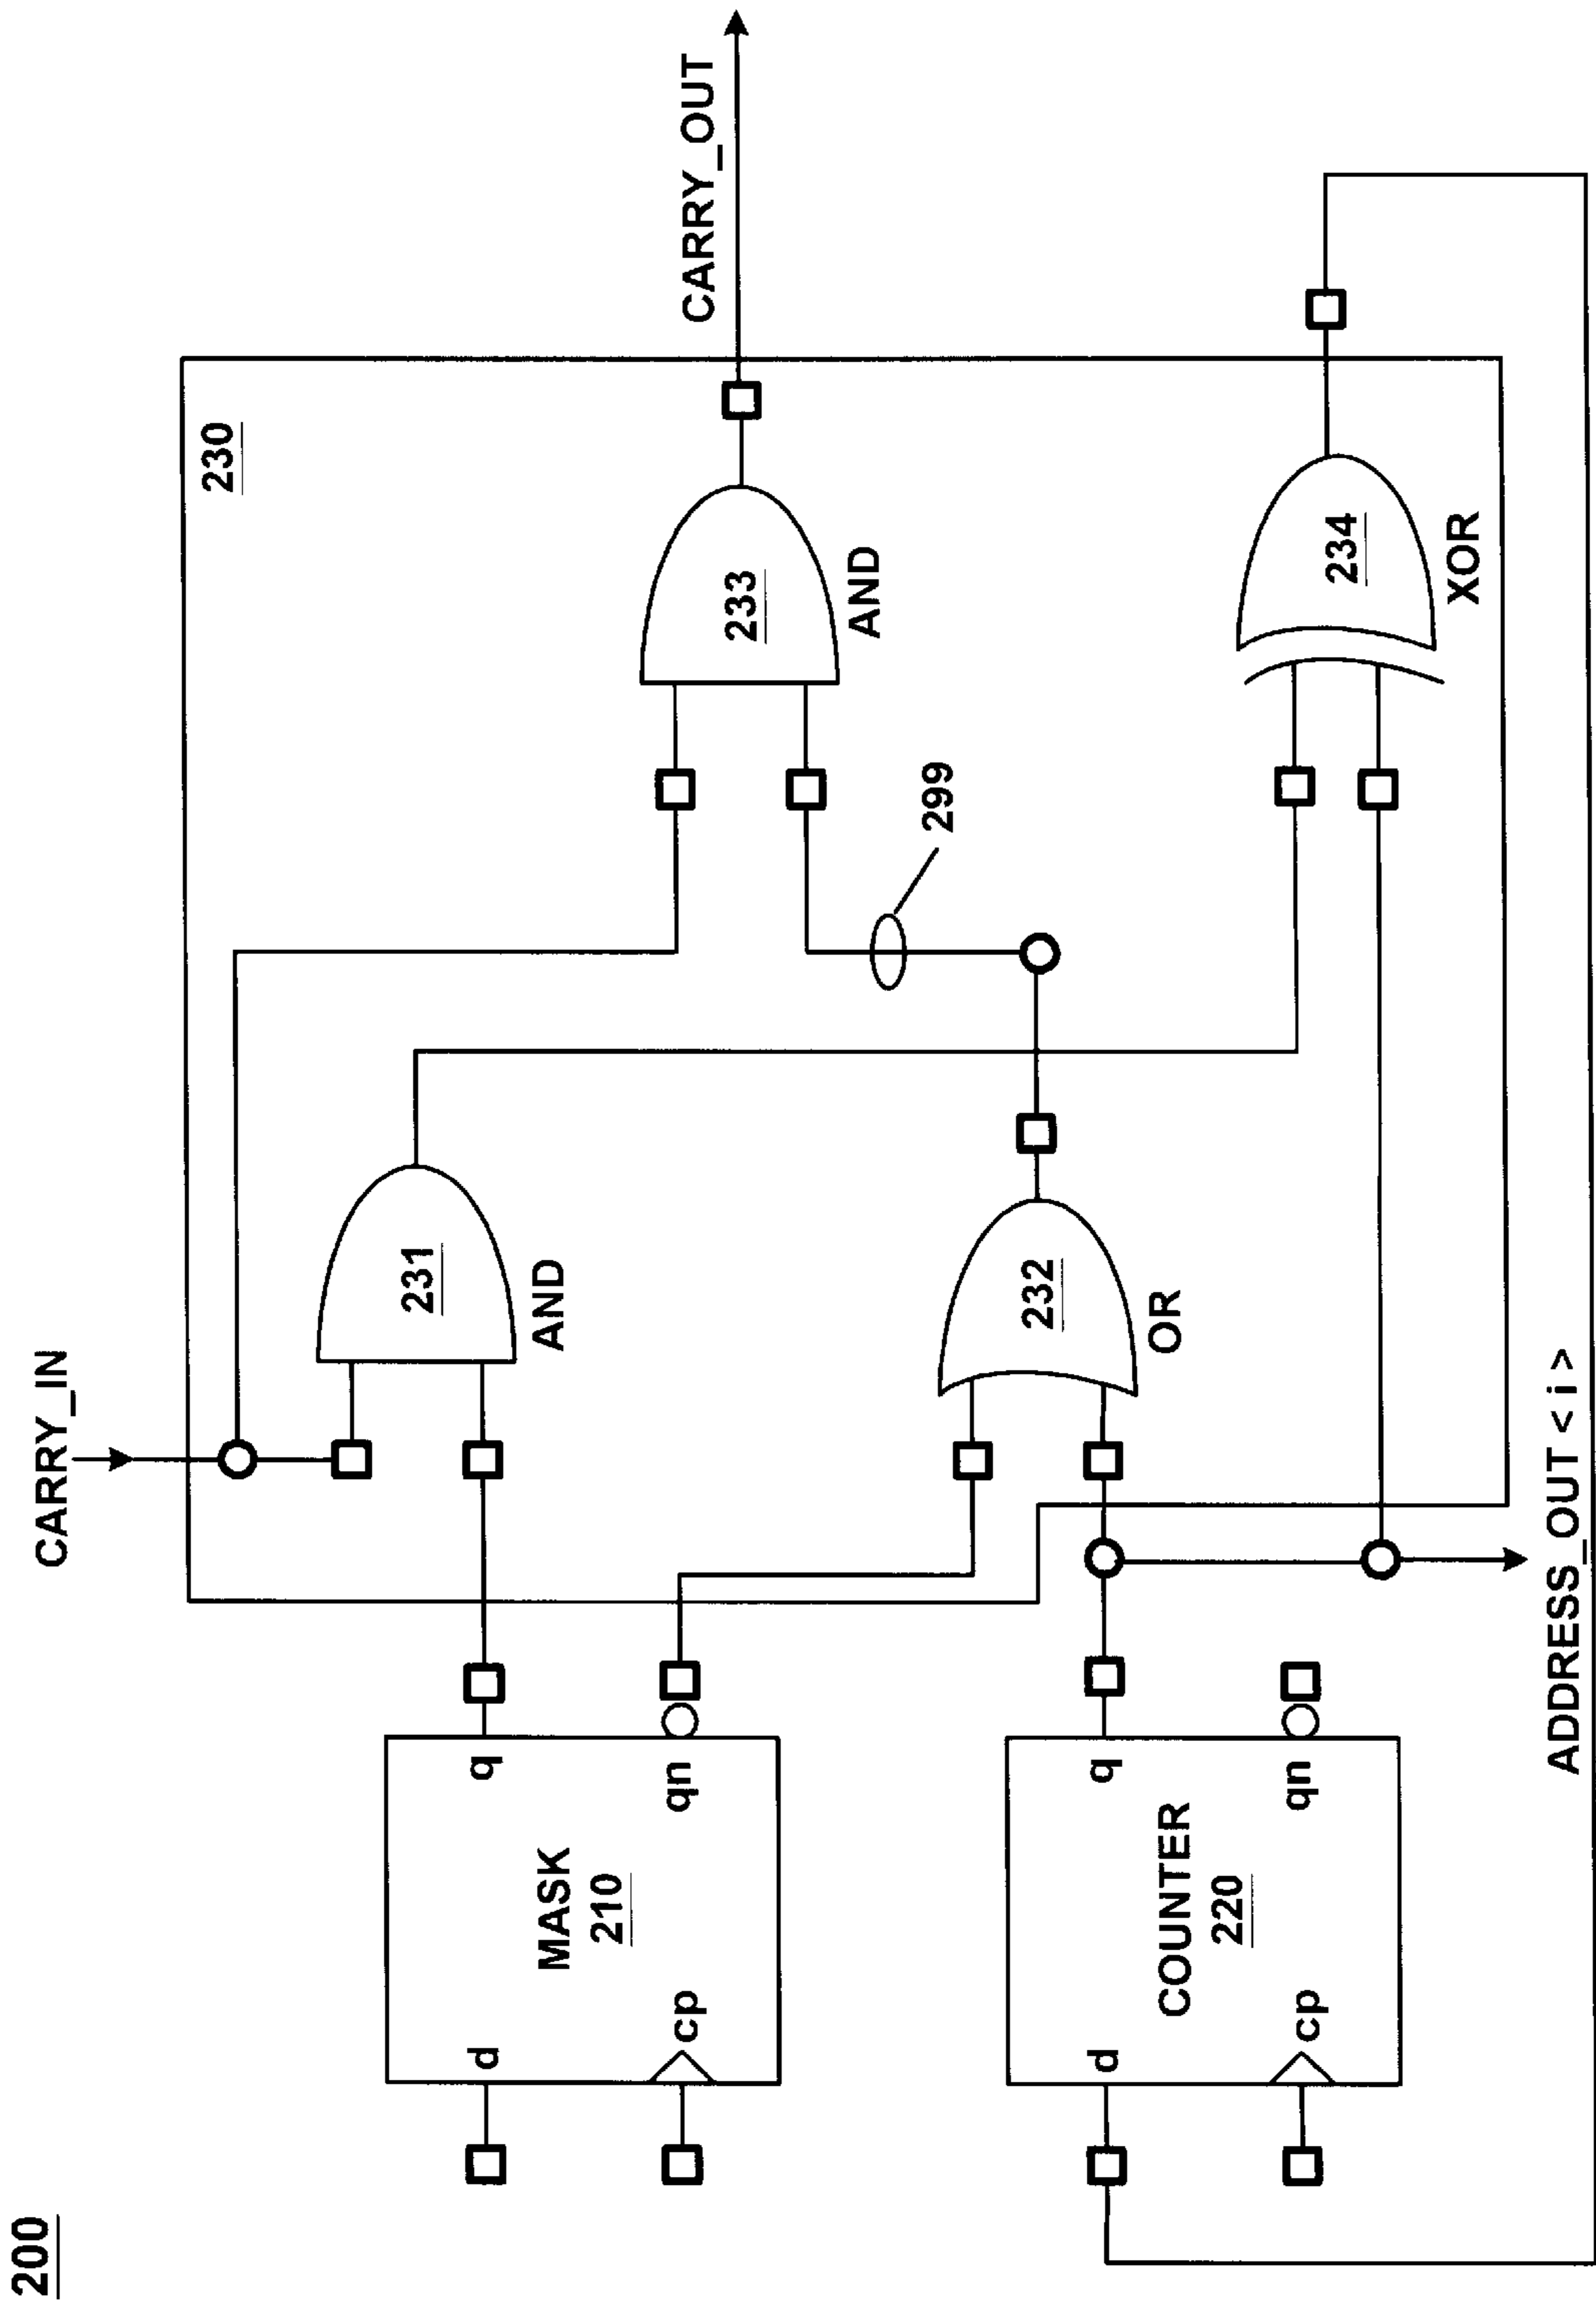 200
CARRY_IN
CARRY_OUT
230
231
AND
233
AND
299
MASK
210
d
cp
q
qn
232
OR
234
XOR
COUNTER
220
d
cp
q
qn
ADDRESS_OUT < i >